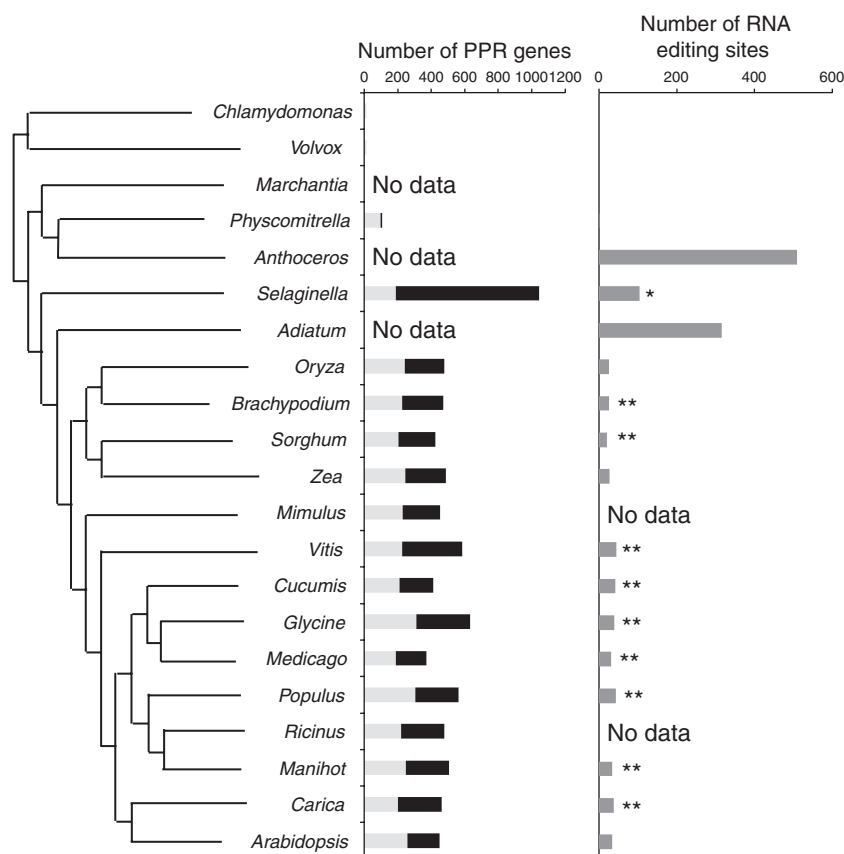 Number of RNA
editing sites
Number of PPR genes
0 200 400 600 800 1000 1200
0 200 400 600
Chlamydomonas
Volvox
Marchantia No data
Physcomitrella
Anthoceros No data
Selaginella *
Adiatum No data
Oryza
Brachypodium **
Sorghum **
Zea
Mimulus No data
Vitis **
Cucumis **
Glycine **
Medicago **
Populus **
Ricinus No data
Manihot **
Carica **
Arabidopsis